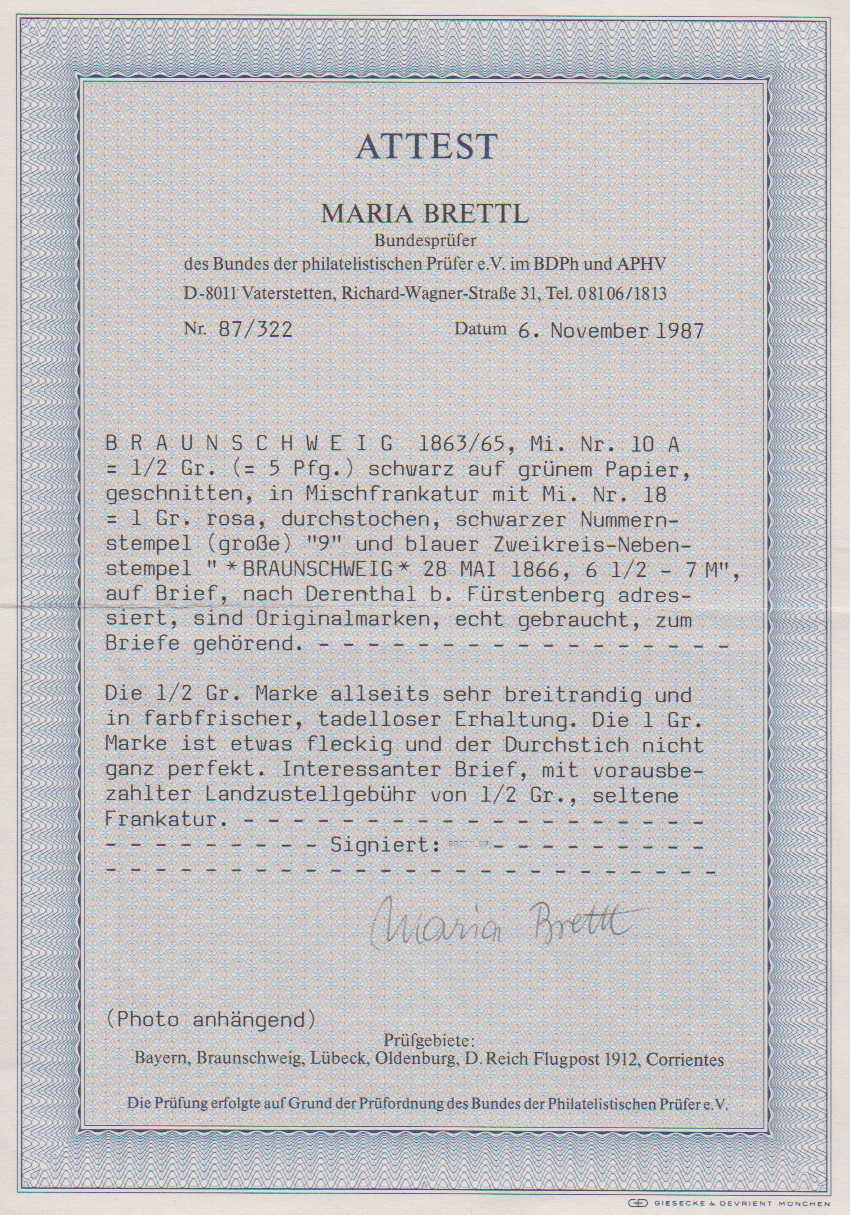 ATTEST
MARIA BRETTL
Bundesprüfer
des Bundes der philatelistischen Prüfer e.V. im BDPh und APHV
D-8011 Vaterstetten, Richard-Wagner-Straße 31, Tel. 08106/1813
Nr. 87/322 Datum 6. November 1987
B R A U N S C H W E I G 1863/65, Mi. Nr. 10 A
= 1/2 Gr. (= 5 Pfg.) schwarz auf grünem Papier,
geschnitten, in Mischfrankatur mit Mi. Nr. 18
= 1 Gr. rosa, durchstochen, schwarzer Nummern-
stempel (große) "9" und blauer Zweikreis-Neben-
stempel " * BRAUNSCHWEIG * 28 MAI 1866, 6 1/2 - 7 M",
auf Brief, nach Derenthal b. Fürstenberg adres-
siert, sind Originalmarken, echt gebraucht, zum
Briefe gehörend. - - - - - - - - - - - - - - - - -
Die 1/2 Gr. Marke allseits sehr breitrandig und
in farbfrischer, tadelloser Erhaltung. Die 1 Gr.
Marke ist etwas fleckig und der Durchstich nicht
ganz perfekt. Interessanter Brief, mit vorausbe-
zahlter Landzustellgebühr von 1/2 Gr., seltene
Frankatur. - - - - - - - - - - - - - - - - - - -
- - - - - - - - - Signiert: - - - - - - - - -
- - - - - - - - - - - - - - - - - - - - - - - - -
Maria Brettl
(Photo anhängend)
Prüfgebiete:
Bayern, Braunschweig, Lübeck, Oldenburg, D. Reich Flugpost 1912, Corrientes
Die Prüfung erfolgte auf Grund der Prüfordnung des Bundes der Philatelistischen Prüfer e.V.
GIESECKE & DEVRIENT MÜNCHEN